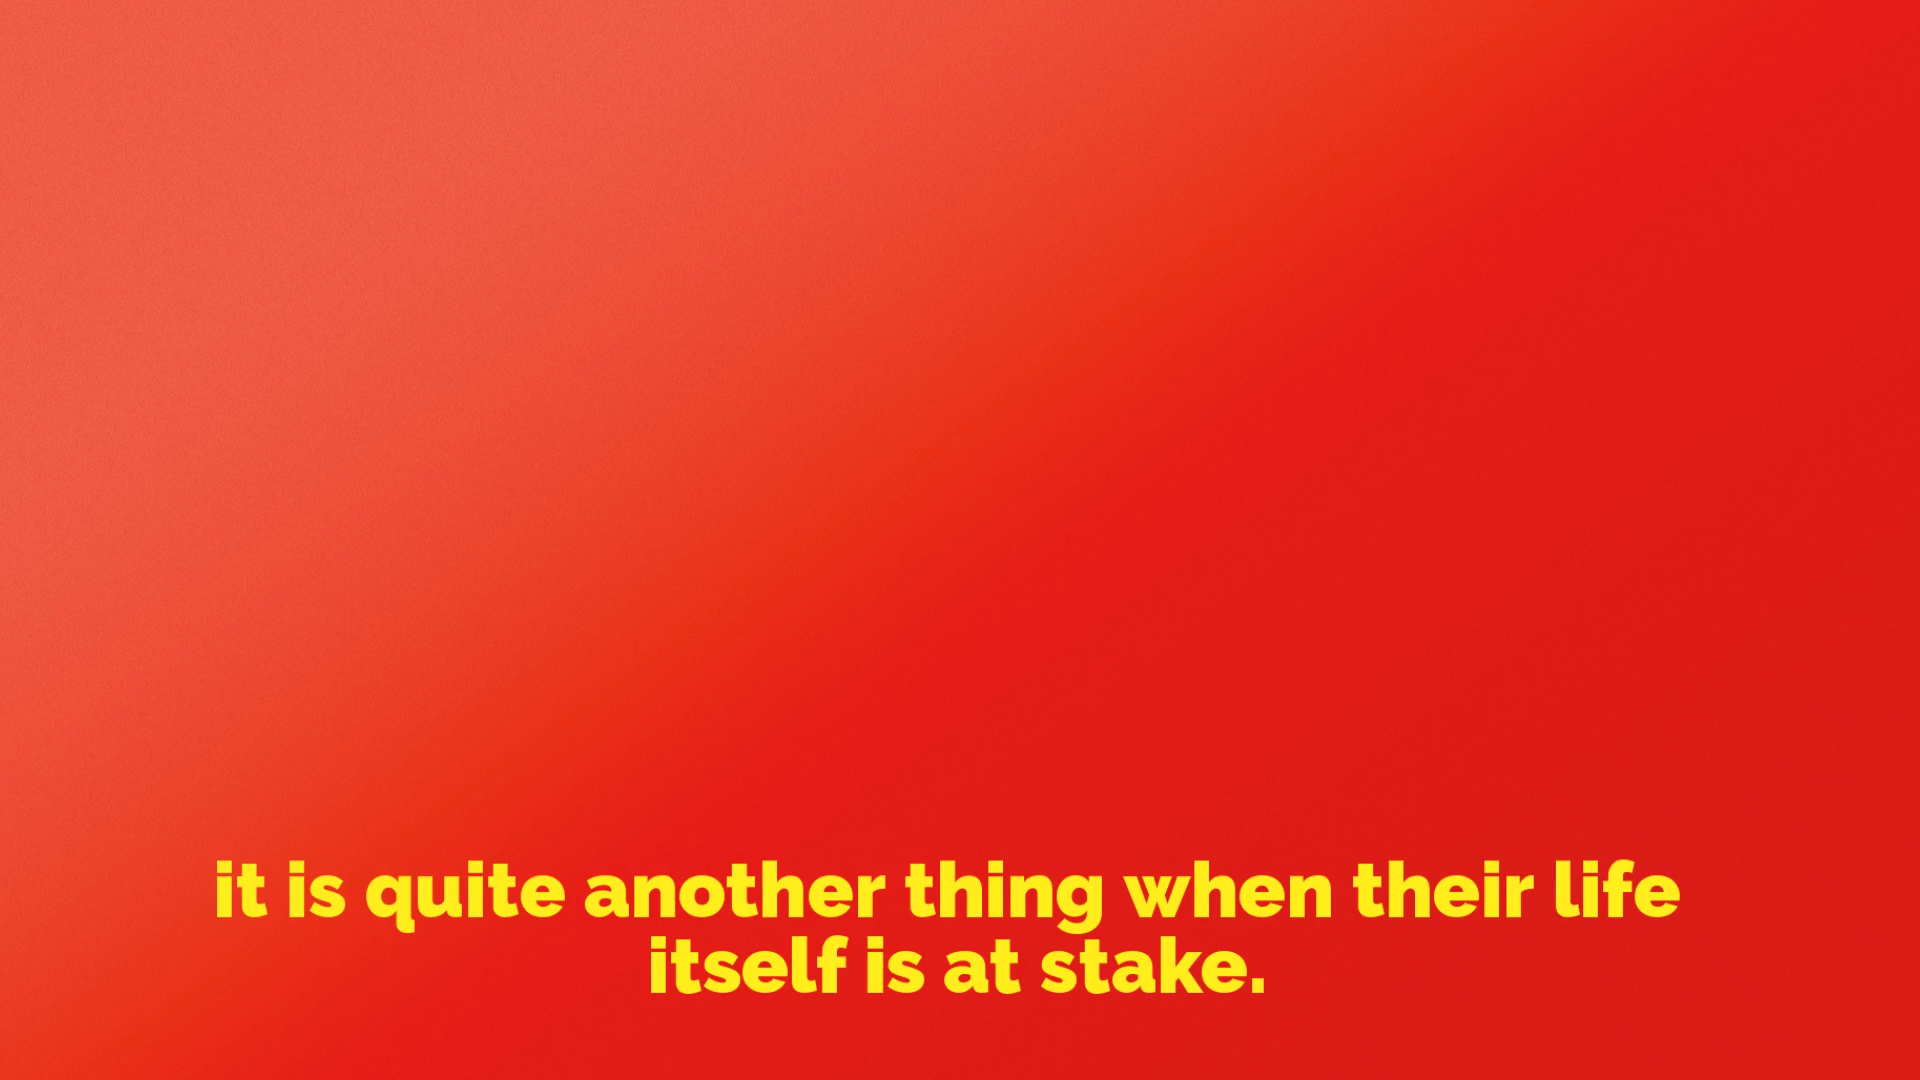 it is quite another thing when their life
itself is at stake.